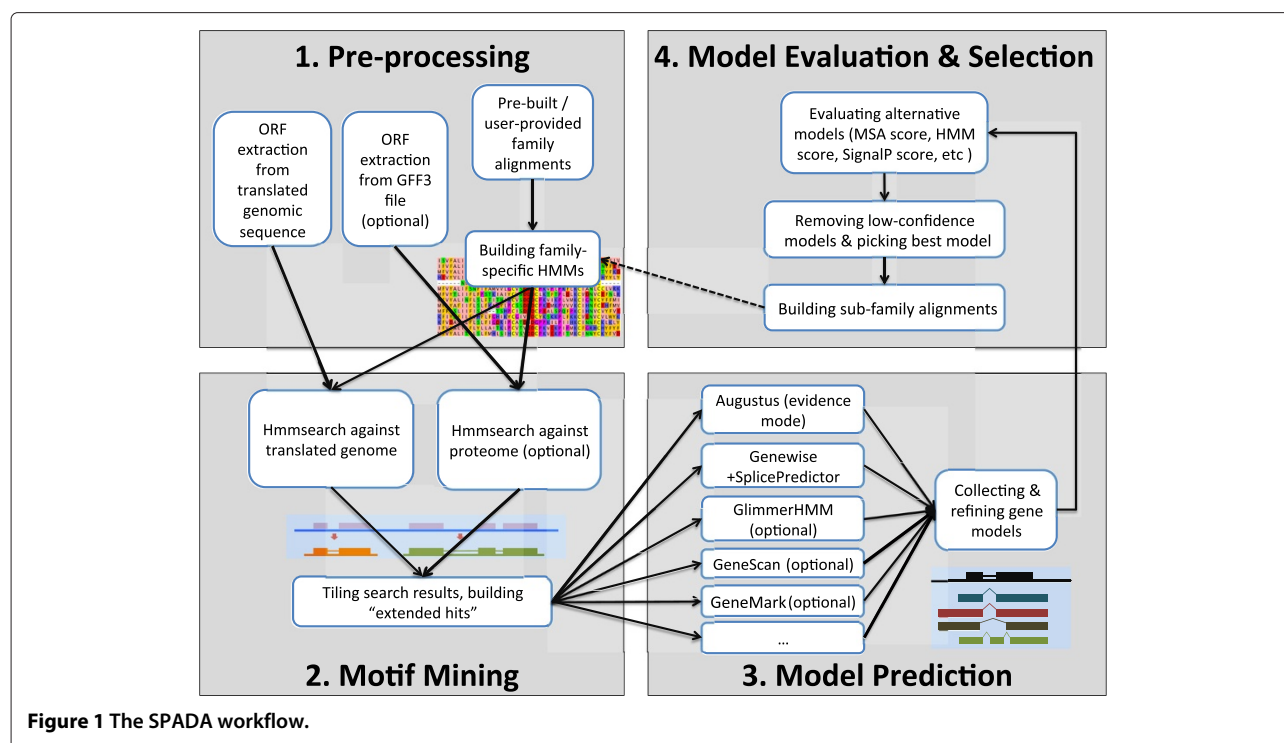 1. Pre-processing
ORF
extraction
from
translated
genomic
sequence
ORF
extraction
from GFF3
file
(optional)
Pre-built /
user-provided
family
alignments
Building family-
specific HMMs
4. Model Evaluation & Selection
Evaluating alternative
models (MSA score, HMM
score, SignalP score, etc )
Removing low-confidence
models & picking best model
Building sub-family alignments
Hmmsearch against
translated genome
Hmmsearch against
proteome (optional)
Tiling search results, building
“extended hits”
2. Motif Mining
Augustus (evidence
mode)
Genewise
+SplicePredictor
GlimmerHMM
(optional)
GeneScan (optional)
GeneMark (optional)
...
Collecting &
refining gene
models
3. Model Prediction
Figure 1 The SPADA workflow.